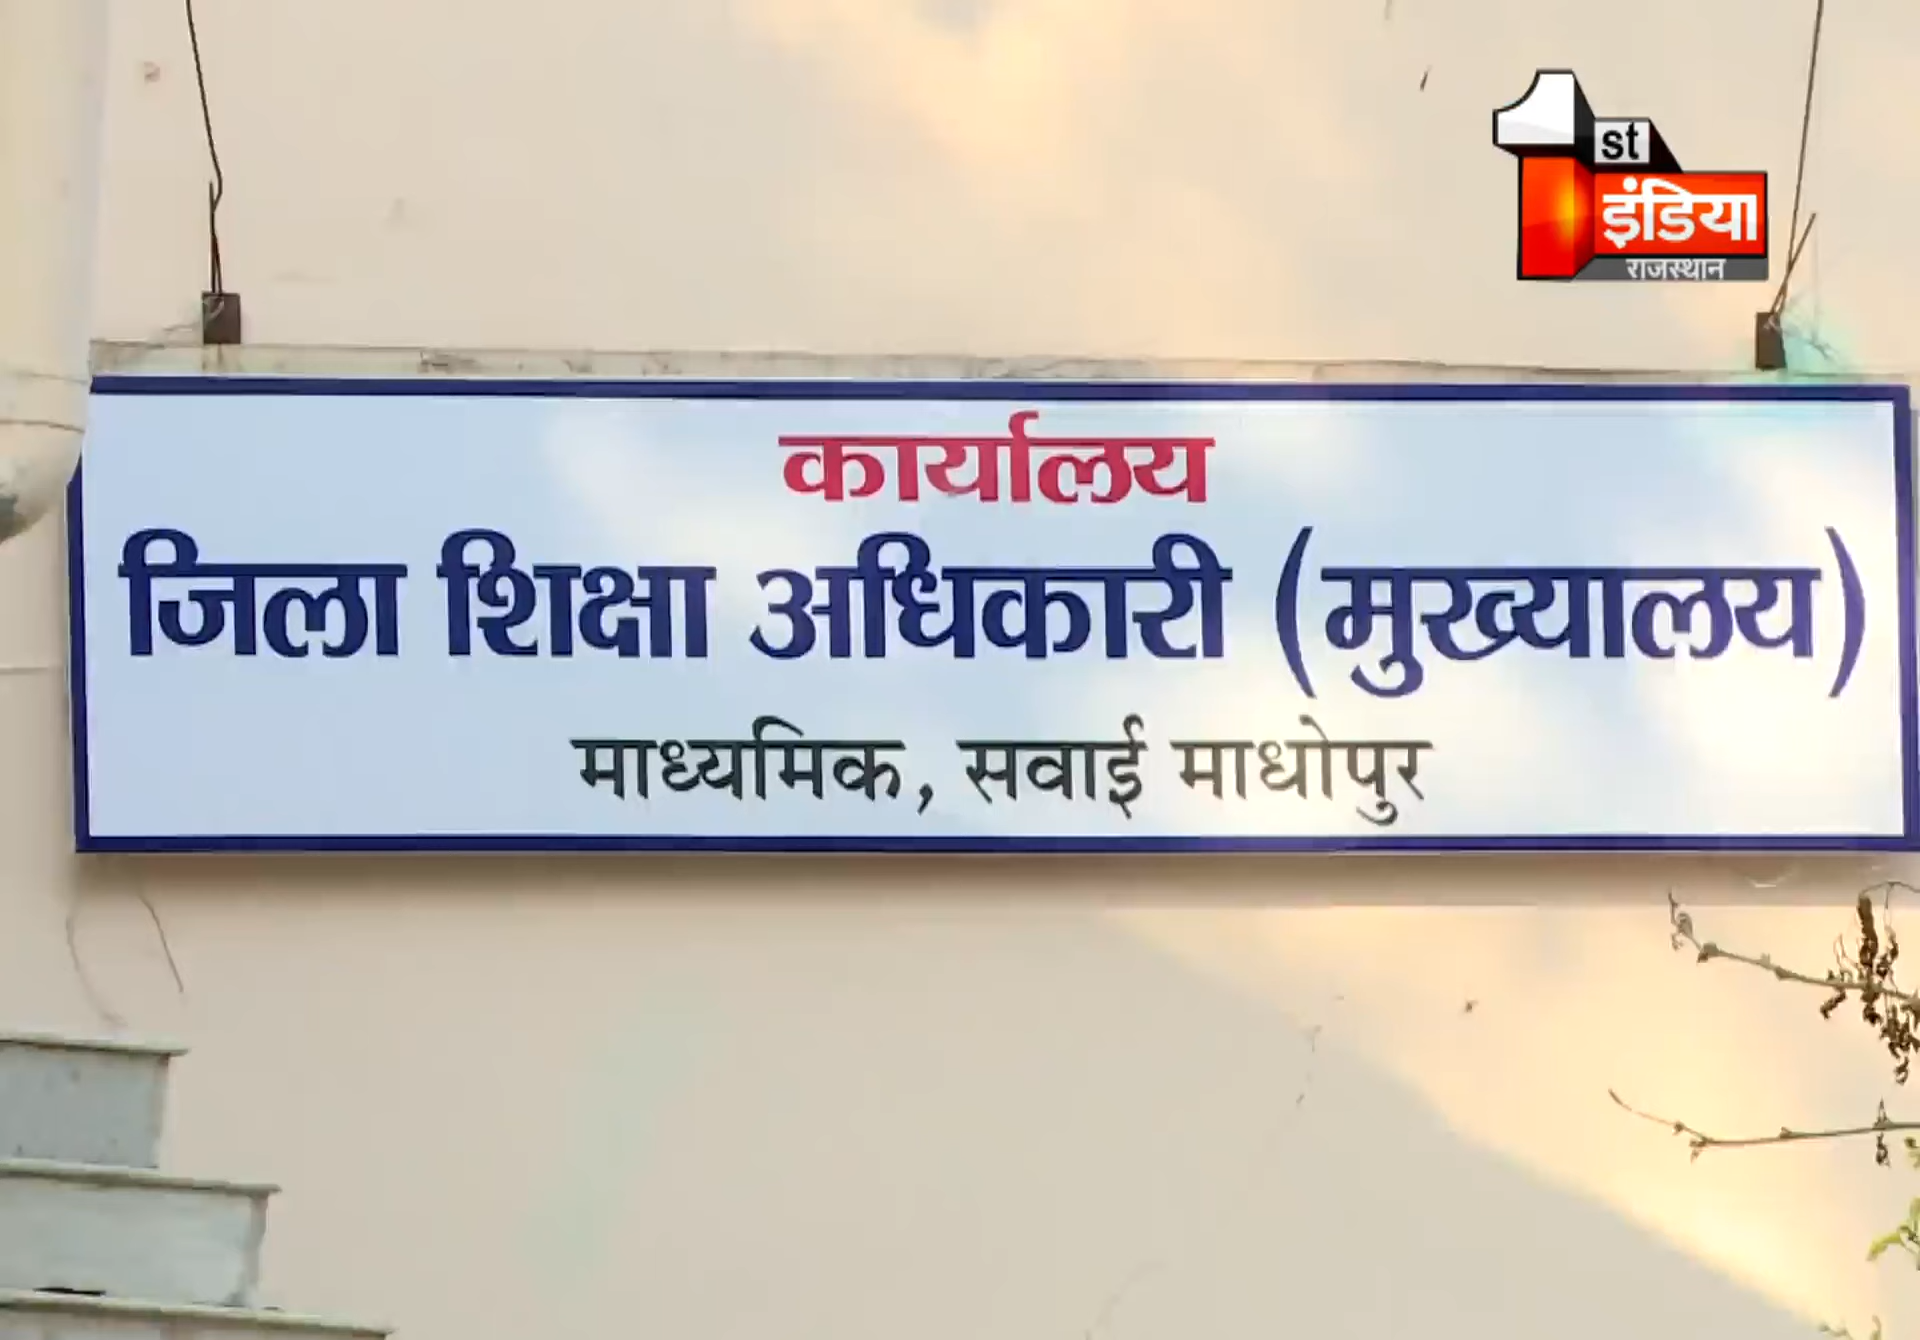 1st
इंडिया
राजस्थान
कार्यालय
जिला शिक्षा अधिकारी (मुख्यालय)
माध्यमिक, सवाई माधोपुर